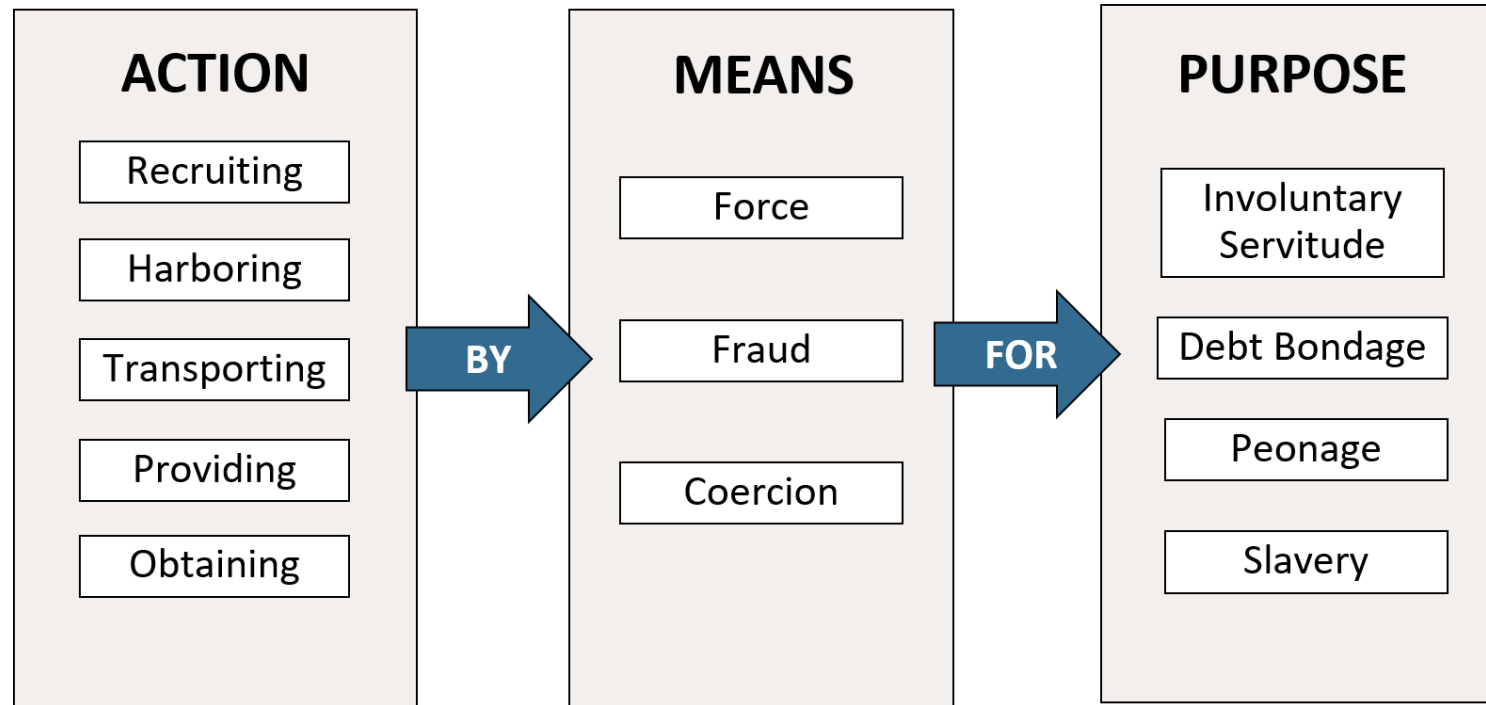 ACTION
Recruiting
Harboring
Transporting
Providing
Obtaining
BY
MEANS
Force
Fraud
Coercion
FOR
PURPOSE
Involuntary
Servitude
Debt Bondage
Peonage
Slavery